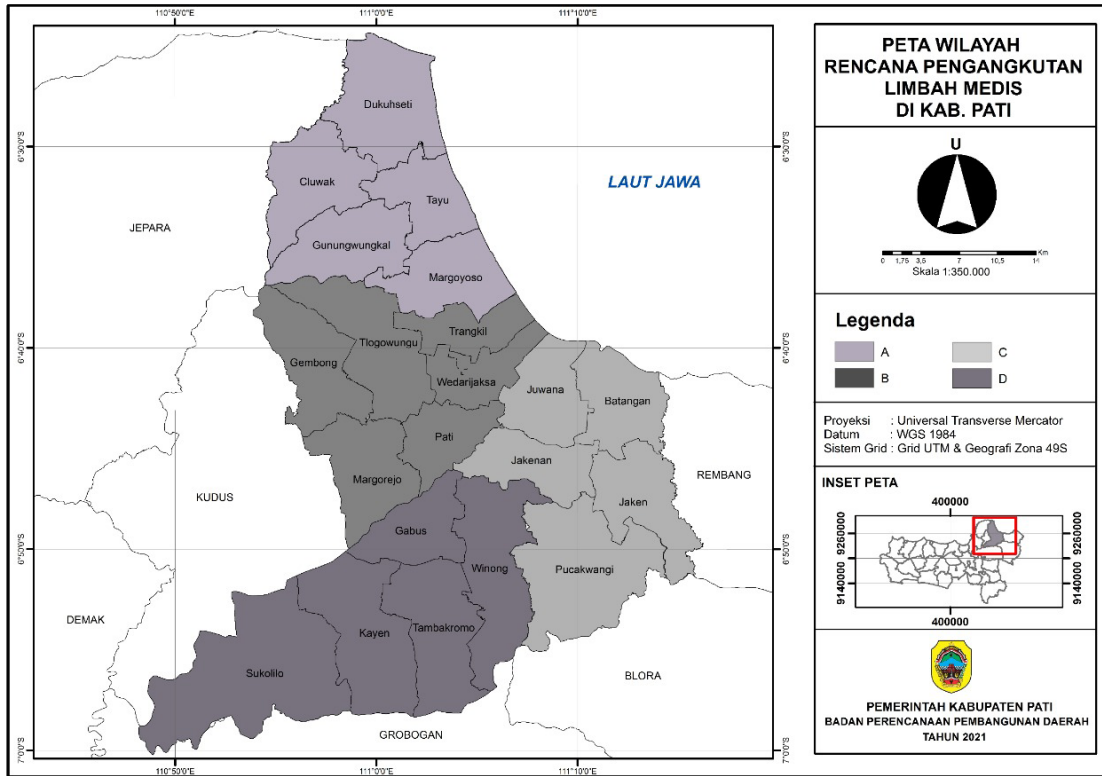 110°50'0"E
111°0'0"E
111°10'0"E
6°30'0"S
6°40'0"S
6°50'0"S
7°0'0"S
Dukuhseti
Cluwak
Tayu
LAUT JAWA
JEPARA
Gunungwungkal
Margoyoso
Trangkil
Tlogowungu
Gembong
Wedarijaksa
Juwana
Batangan
Pati
Jakenan
Margorejo
REMBANG
KUDUS
Jaken
Gabus
Winong
Pucakwangi
DEMAK
Kayen
Tambakromo
Sukolilo
BLORA
GROBOGAN
110°50'0"E
111°0'0"E
111°10'0"E
6°30'0"S
6°40'0"S
6°50'0"S
7°0'0"S
PETA WILAYAH
RENCANA PENGANGKUTAN
LIMBAH MEDIS
DI KAB. PATI
U
0 1,75 3,5 7 10,5 14 Km
Skala 1:350.000
Legenda
A C
B D
Proyeksi : Universal Transverse Mercator
Datum : WGS 1984
Sistem Grid : Grid UTM & Geografi Zona 49S
INSET PETA
400000
9260000 9260000
9140000 9140000
400000
PEMERINTAH KABUPATEN PATI
BADAN PERENCANAAN PEMBANGUNAN DAERAH
TAHUN 2021